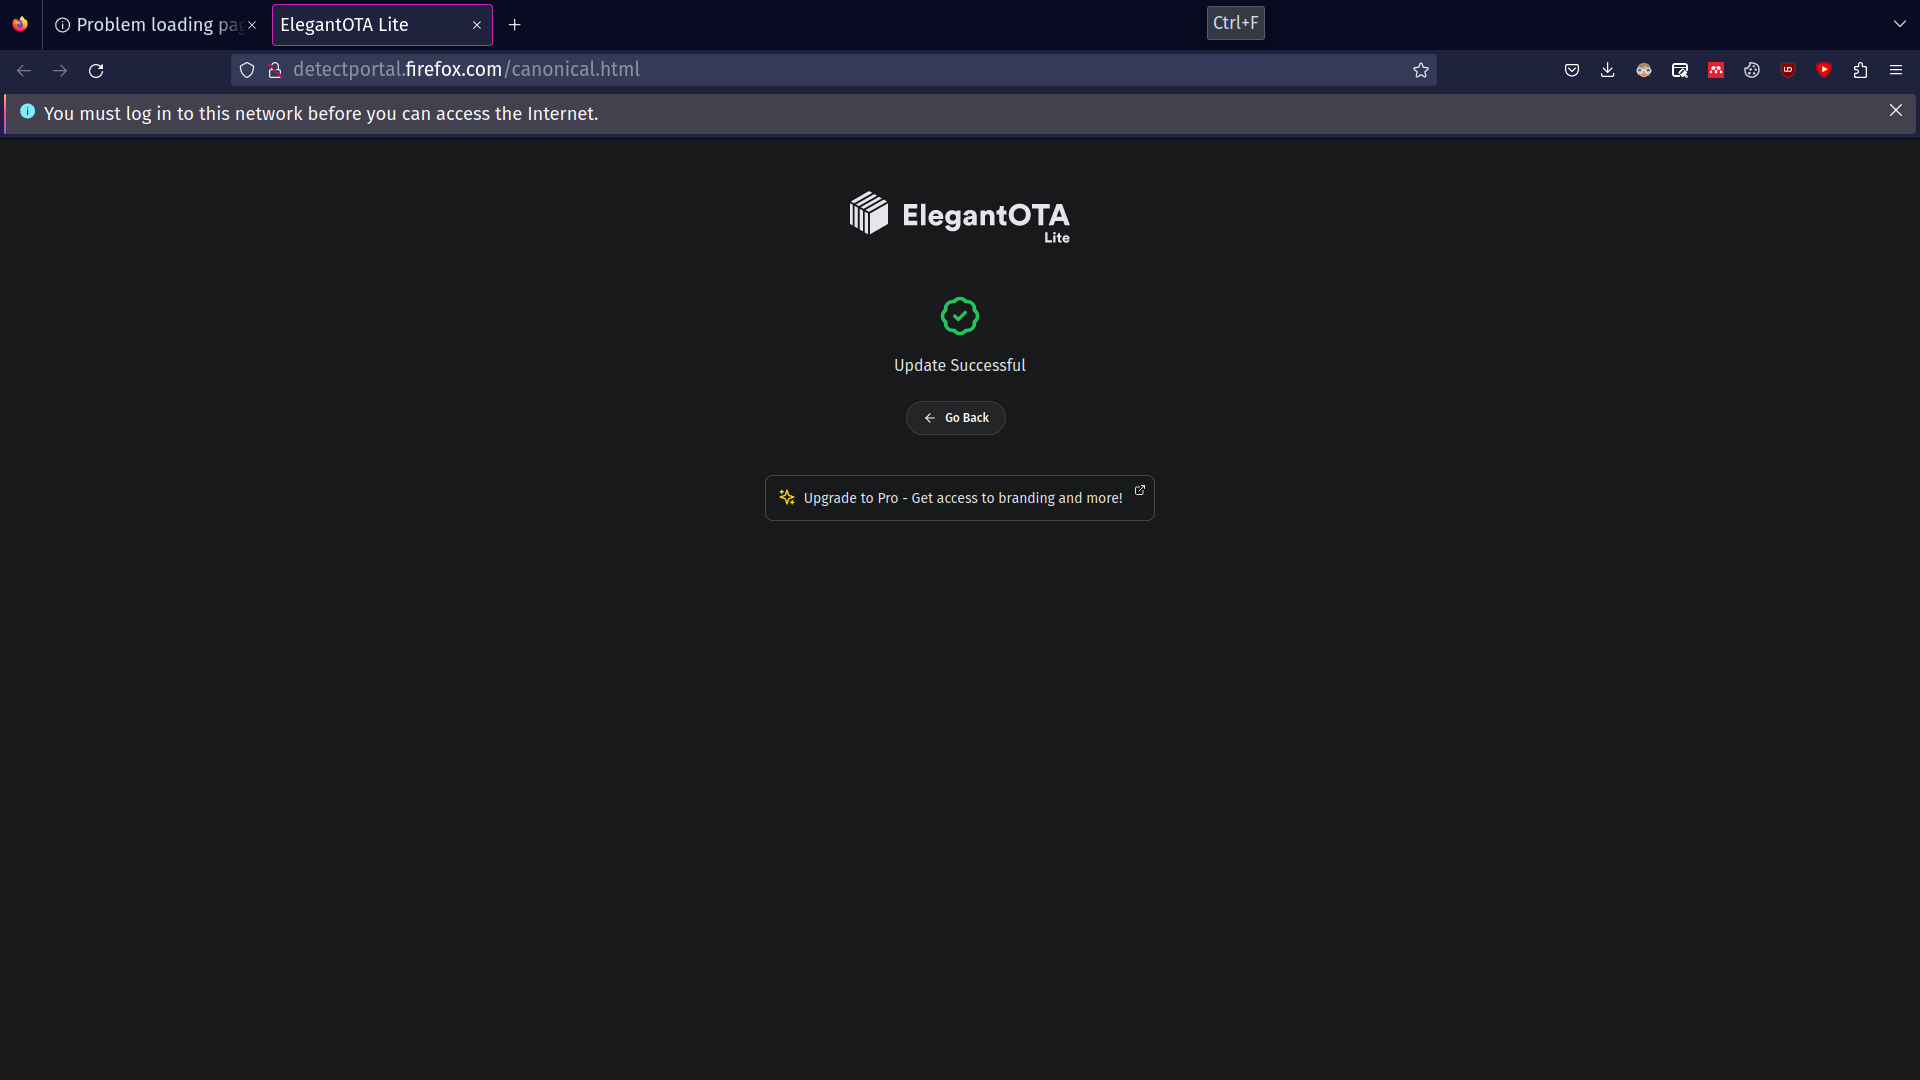 Problem loading pa
ElegantOTA Lite
Ctrl+F
detectportal.firefox.com/canonical.html
You must log in to this network before you can access the Internet.
ElegantOTA
Lite
Update Successful
Go Back
Upgrade to Pro - Get access to branding and more!